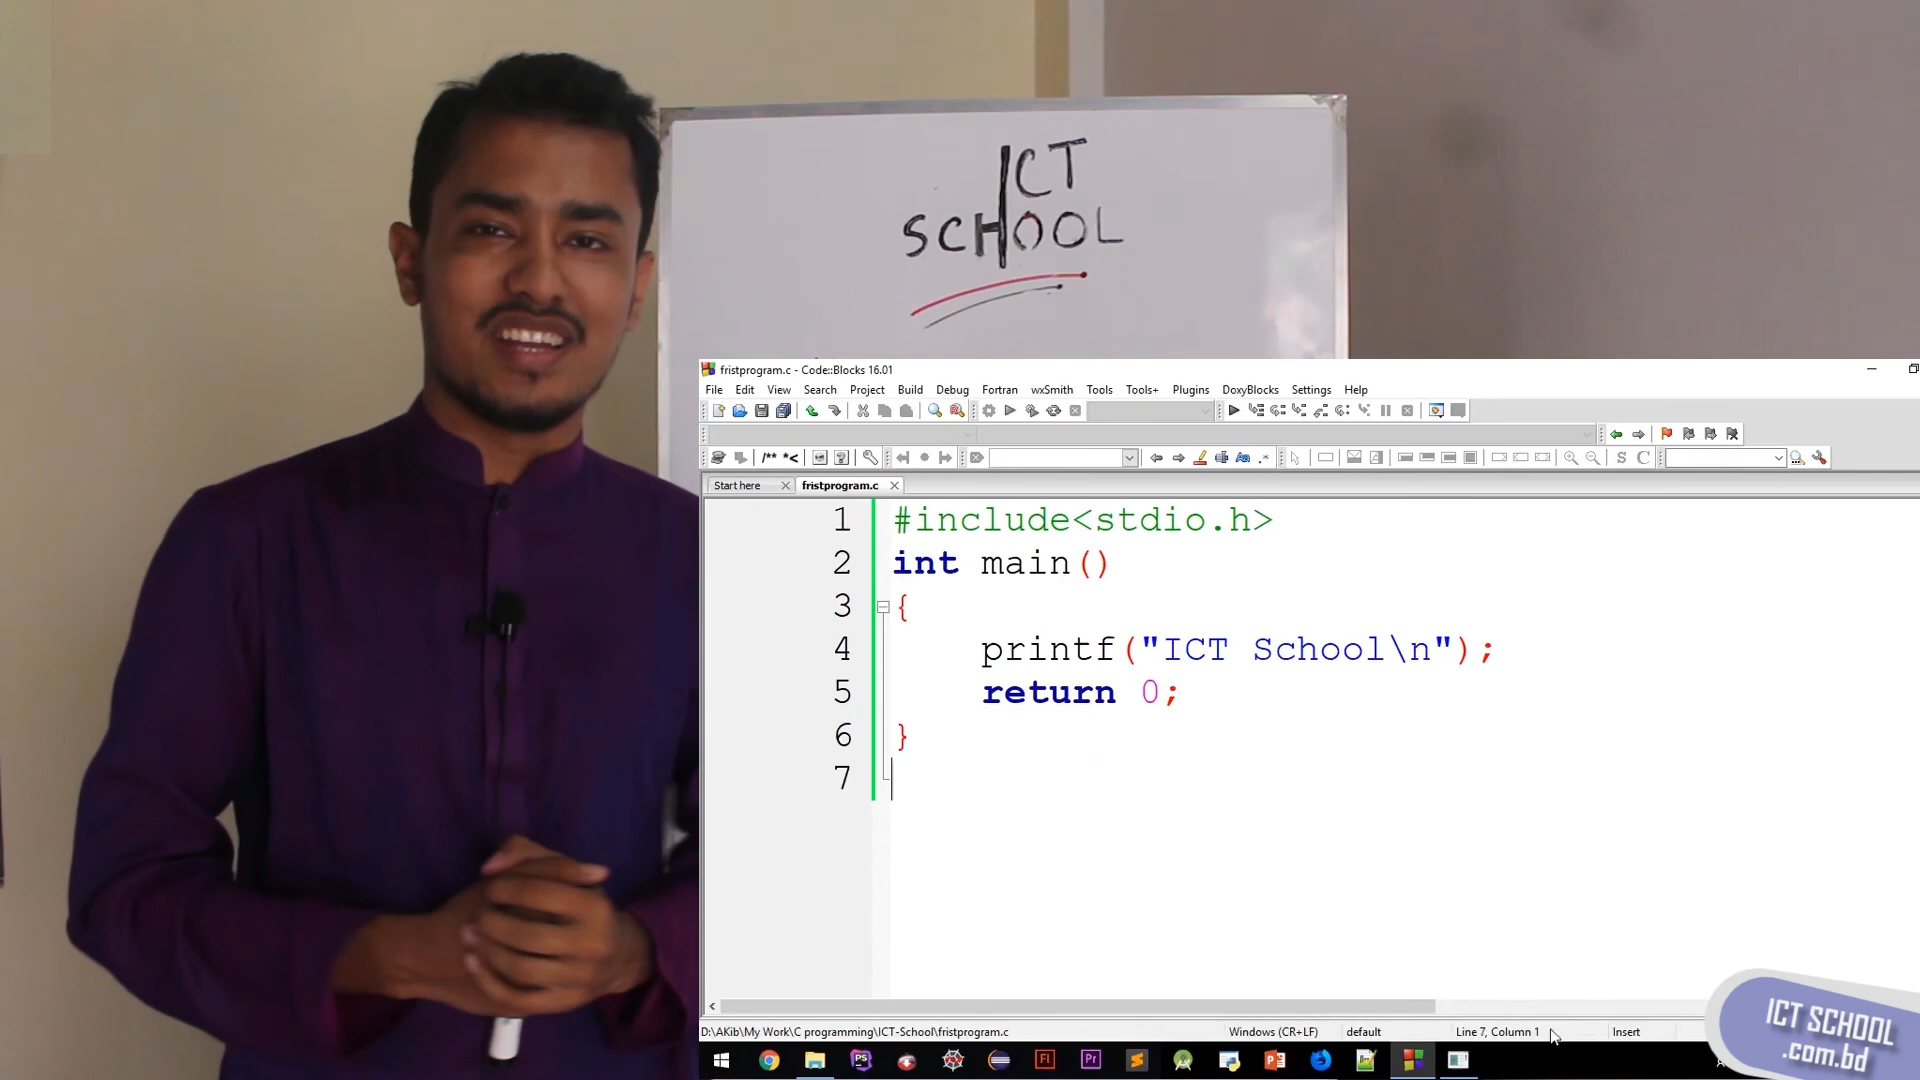 ICT
SCHOOL
fristprogram.c - Code::Blocks 16.01
File Edit View Search Project Build Debug Fortran wxSmith Tools Tools+ Plugins DoxyBlocks Settings Help
/** *<
S C
Start here fristprogram.c
1 #include<stdio.h>
2 int main()
3 {
4 printf("ICT School\n");
5 return 0;
6 }
7
D:\AKib\My Work\C programming\ICT-School\fristprogram.c Windows (CR+LF) default Line 7, Column 1 Insert
PS Fl Pr
ICT SCHOOL
.com.bd